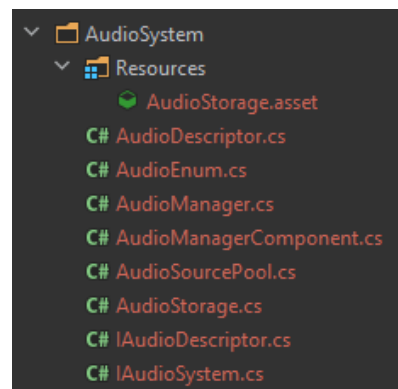 AudioSystem
Resources
AudioStorage.asset
C# AudioDescriptor.cs
C# AudioEnum.cs
C# AudioManager.cs
C# AudioManagerComponent.cs
C# AudioSourcePool.cs
C# AudioStorage.cs
C# IAudioDescriptor.cs
C# IAudioSystem.cs